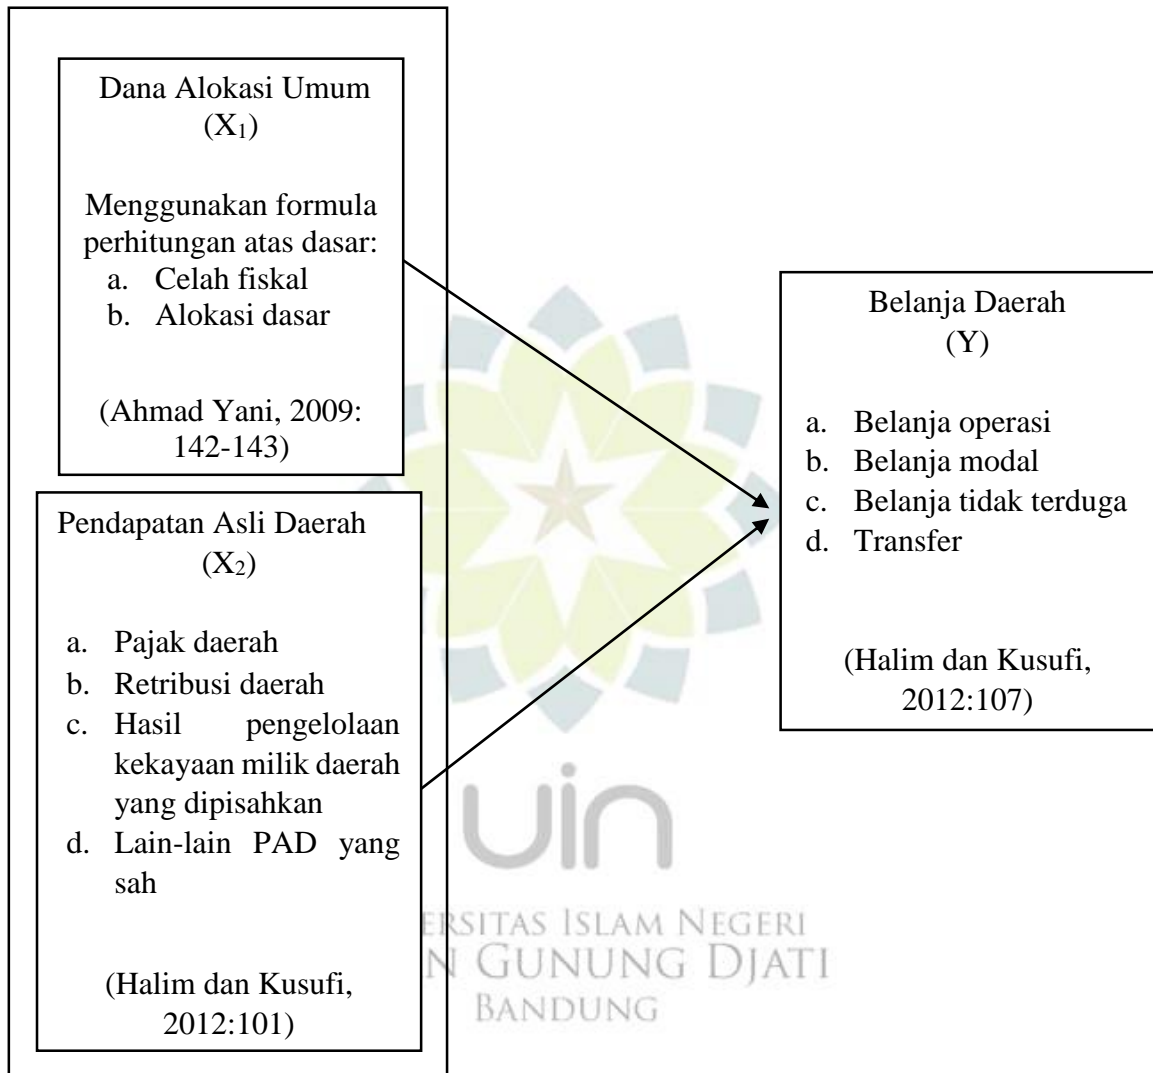 Dana Alokasi Umum
(X₁)
Menggunakan formula
perhitungan atas dasar:
a. Celah fiskal
b. Alokasi dasar
(Ahmad Yani, 2009:
142-143)
Pendapatan Asli Daerah
(X₂)
a. Pajak daerah
b. Retribusi daerah
c. Hasil pengelolaan
kekayaan milik daerah
yang dipisahkan
d. Lain-lain PAD yang
sah
(Halim dan Kusufi,
2012:101)
Belanja Daerah
(Y)
a. Belanja operasi
b. Belanja modal
c. Belanja tidak terduga
d. Transfer
(Halim dan Kusufi,
2012:107)
uin
ERSITAS ISLAM NEGERI
N GUNUNG DJATI
BANDUNG